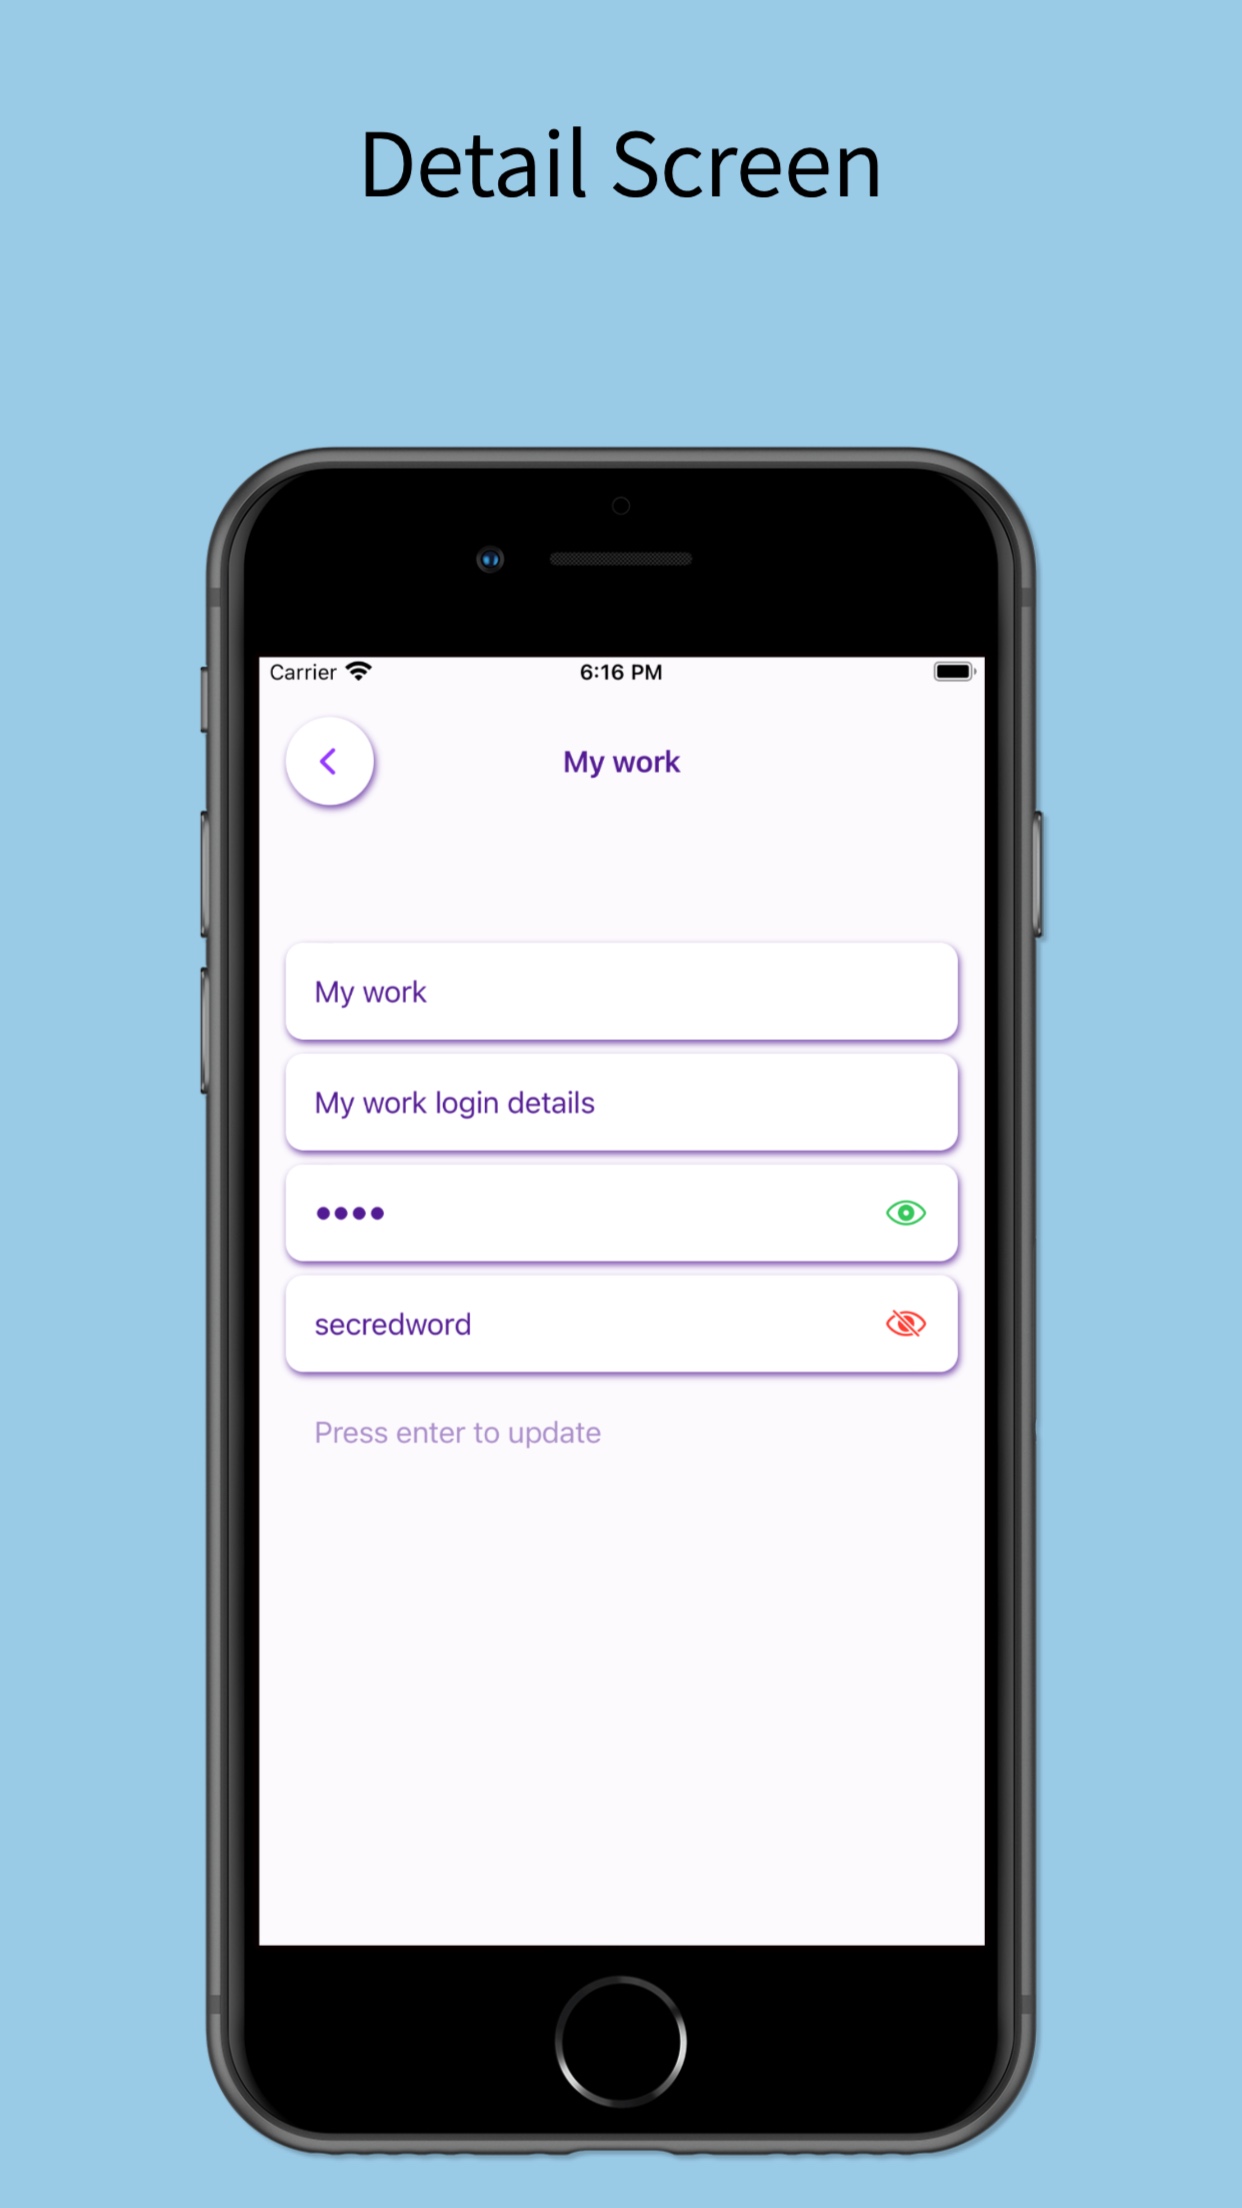 Detail Screen
Carrier 6:16 PM
My work
My work
My work login details
••••
secredword
Press enter to update